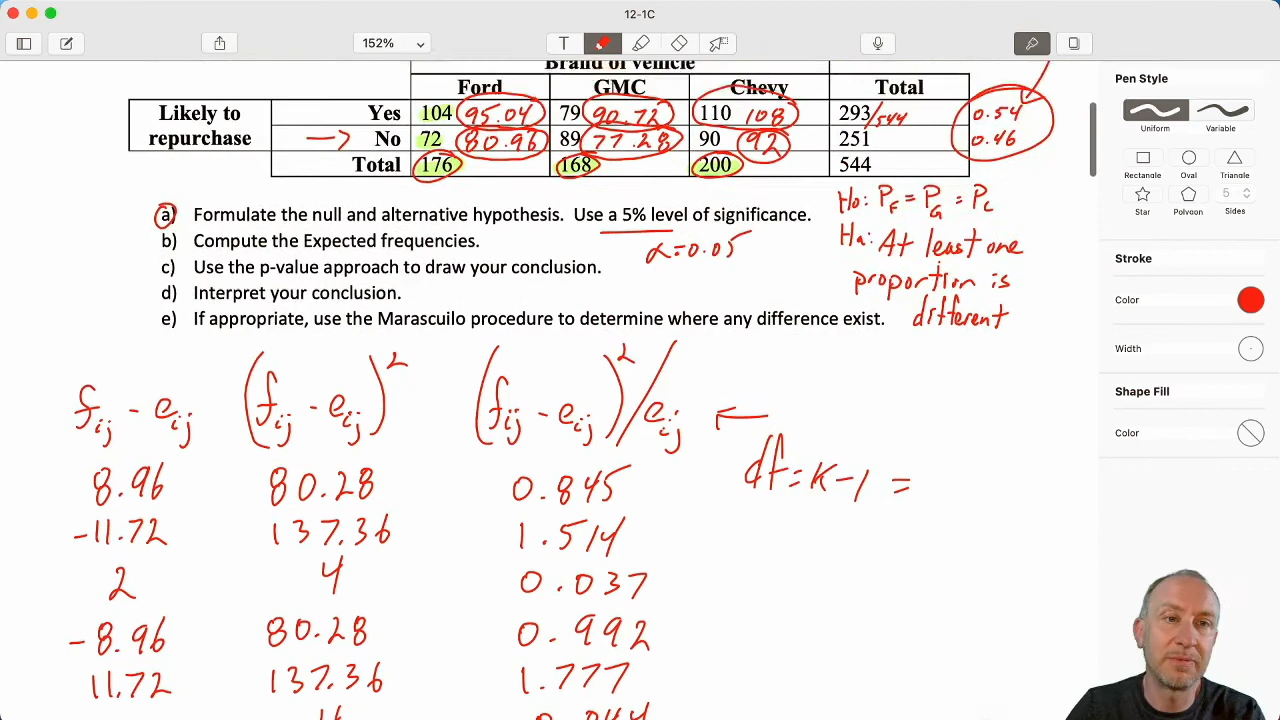 12-1C
152%
T
Brand of vehicle
Ford GMC Chevy Total
Likely to repurchase
Yes 104 95.04 79 90.72 110 108 293/544 0.54
No 72 80.96 89 77.28 90 92 251 0.46
Total 176 168 200 544
a) Formulate the null and alternative hypothesis. Use a 5% level of significance.
α=0.05
b) Compute the Expected frequencies.
c) Use the p-value approach to draw your conclusion.
d) Interpret your conclusion.
e) If appropriate, use the Marascuilo procedure to determine where any difference exist.
Ho: PF = PG = PC
Ha: At least one
proportion is
different
fij - eij (fij - eij)² (fij - eij)²/eij ←
8.96 80.28 0.845
-11.72 137.36 1.514
2 4 0.037
-8.96 80.28 0.992
11.72 137.36 1.777
df = K-1 =
Pen Style
Uniform Variable
Rectangle Oval Triangle
Star Polygon 5 Sides
Stroke
Color
Width
Shape Fill
Color